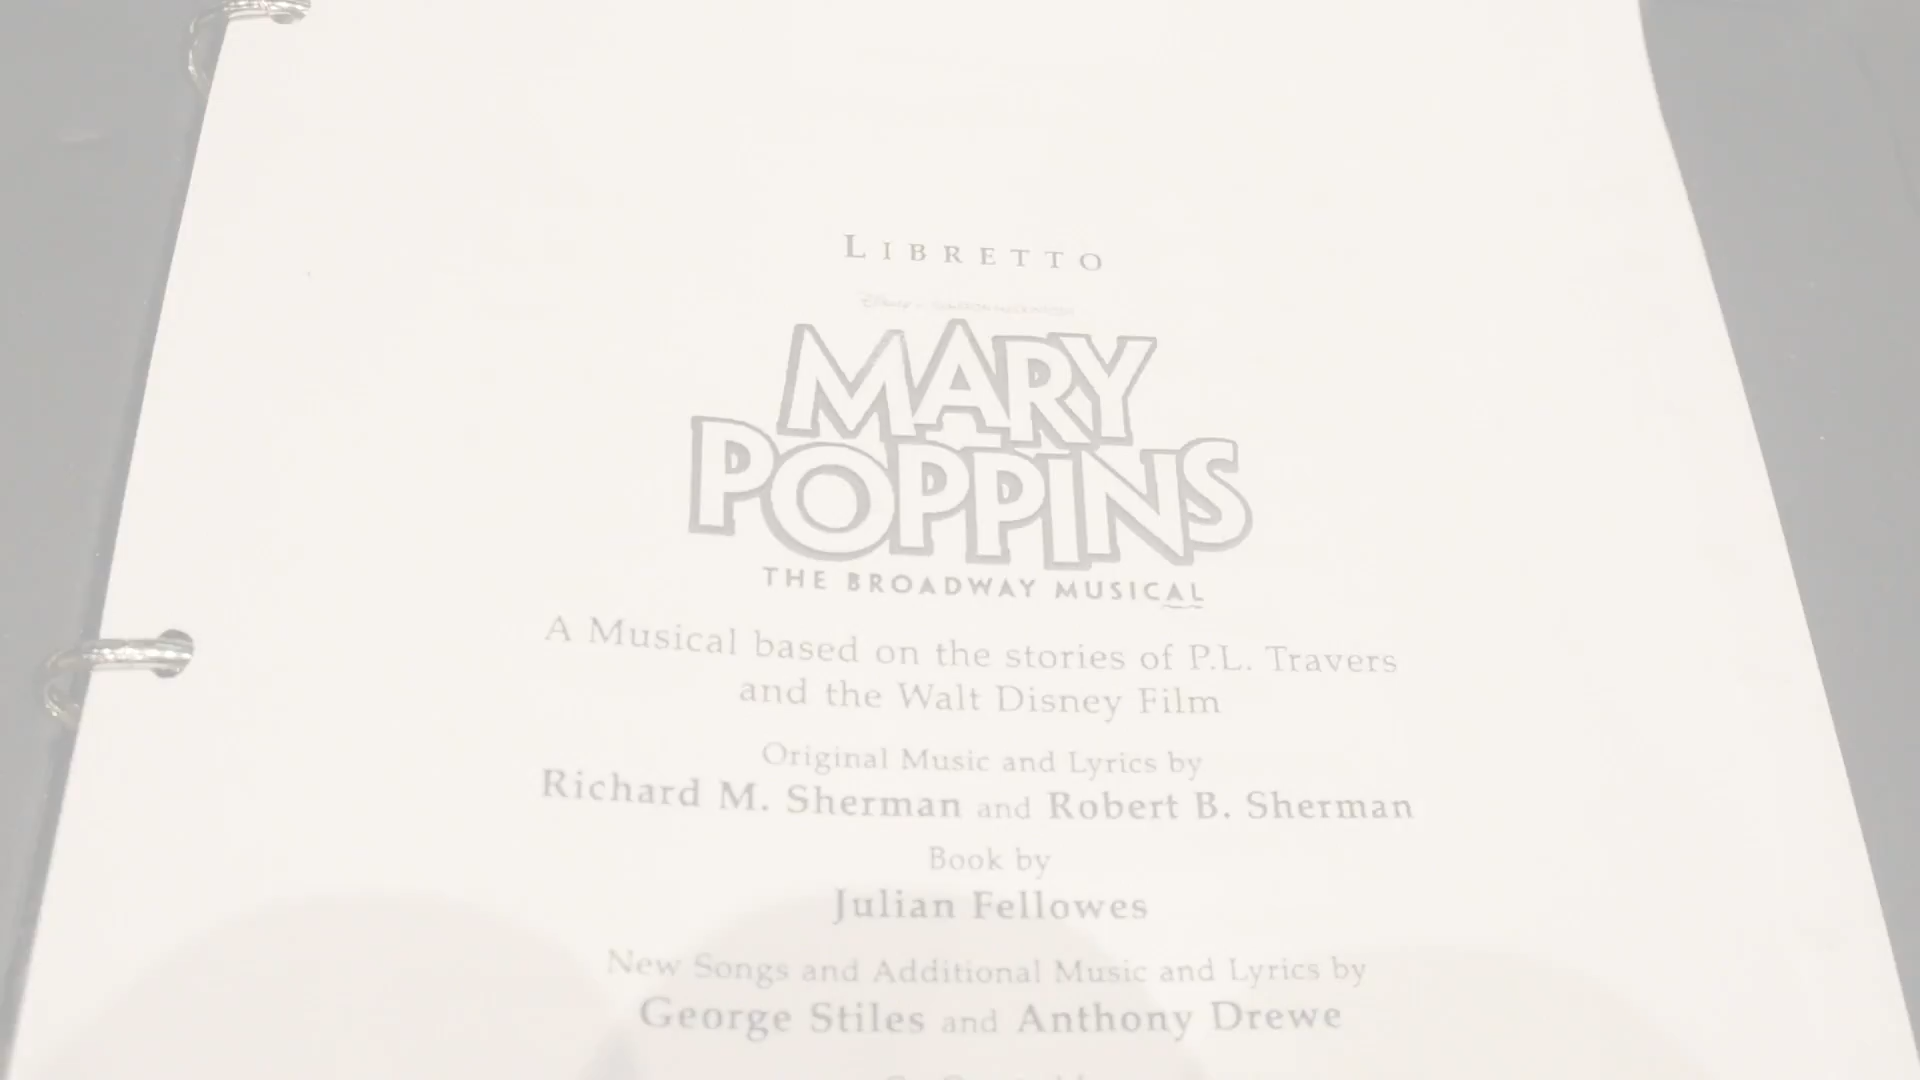 LIBRETTO
Disney
MARY
POPPINS
THE BROADWAY MUSICAL
A Musical based on the stories of P.L. Travers
and the Walt Disney Film
Original Music and Lyrics by
Richard M. Sherman and Robert B. Sherman
Book by
Julian Fellowes
New Songs and Additional Music and Lyrics by
George Stiles and Anthony Drewe